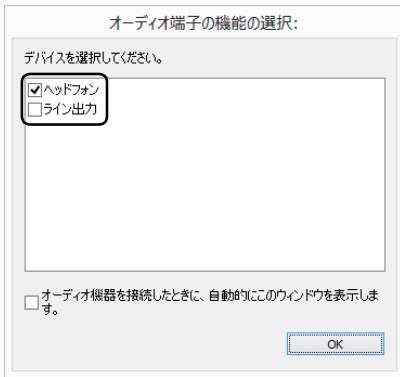 オーディオ端子の機能の選択:
デバイスを選択してください。
ヘッドフォン
ライン出力
オーディオ機器を接続したときに、自動的にこのウィンドウを表示しま
す。
OK